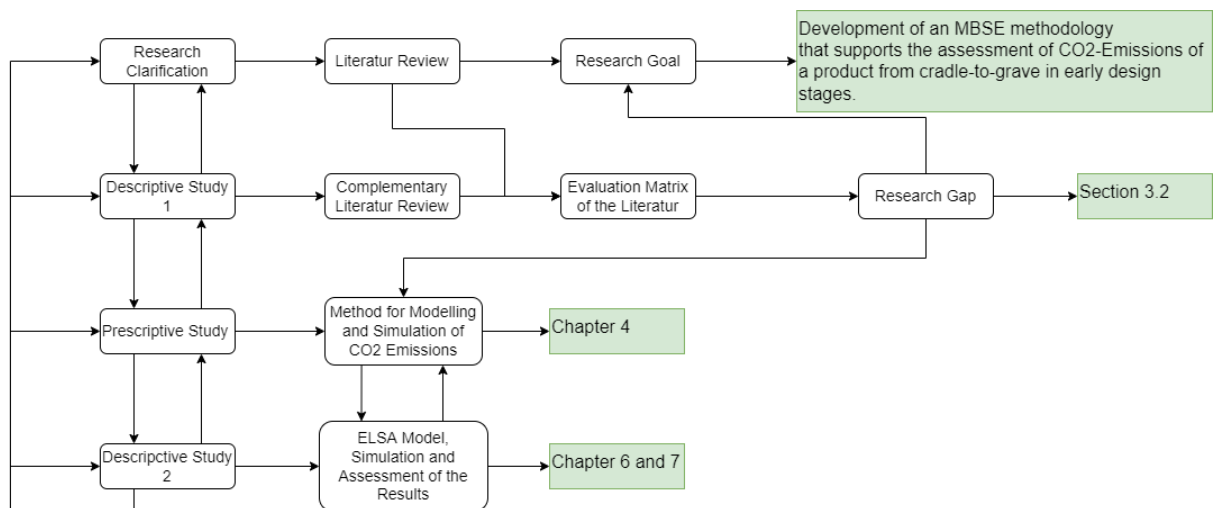 Research
Clarification
Literatur Review
Research Goal
Development of an MBSE methodology
that supports the assessment of CO2-Emissions of
a product from cradle-to-grave in early design
stages.
Descriptive Study
1
Complementary
Literatur Review
Evaluation Matrix
of the Literatur
Research Gap
Section 3.2
Prescriptive Study
Method for Modelling
and Simulation of
CO2 Emissions
Chapter 4
Descripctive Study
2
ELSA Model,
Simulation and
Assessment of the
Results
Chapter 6 and 7